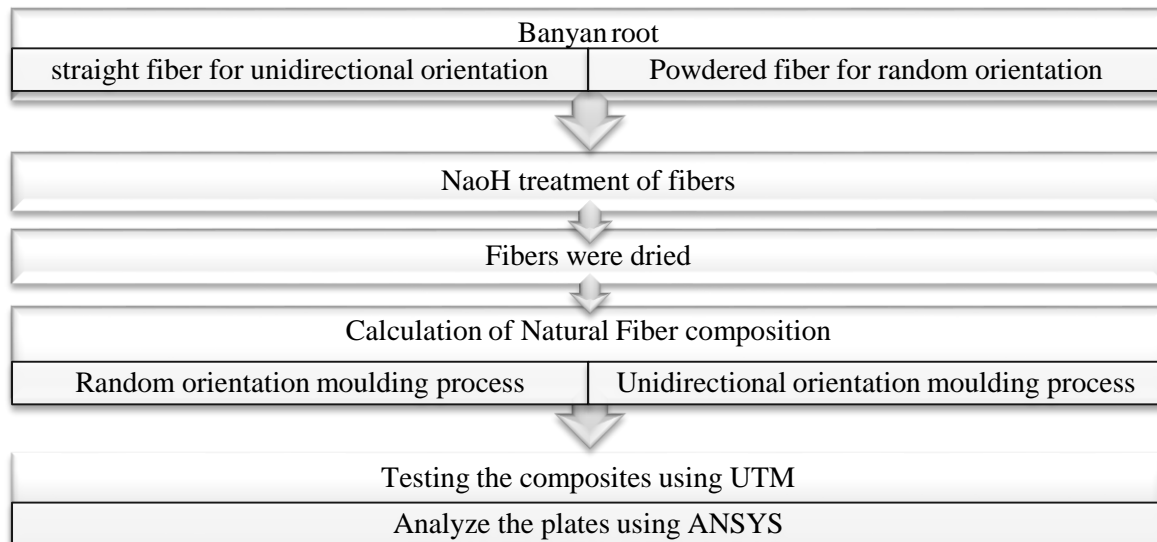 Banyan root
straight fiber for unidirectional orientation
Powdered fiber for random orientation
NaoH treatment of fibers
Fibers were dried
Calculation of Natural Fiber composition
Random orientation moulding process
Unidirectional orientation moulding process
Testing the composites using UTM
Analyze the plates using ANSYS